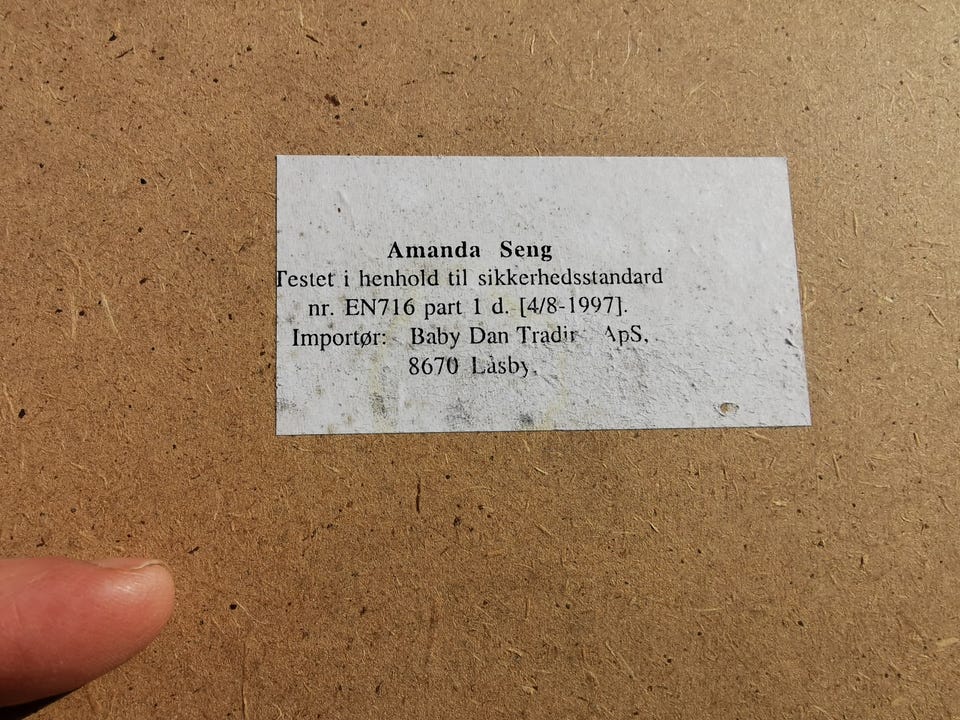 Amanda Seng
Testet i henhold til sikkerhedsstandard
nr. EN716 part 1 d. [4/8-1997].
Importør: Baby Dan ApS,
8670 Låsby.